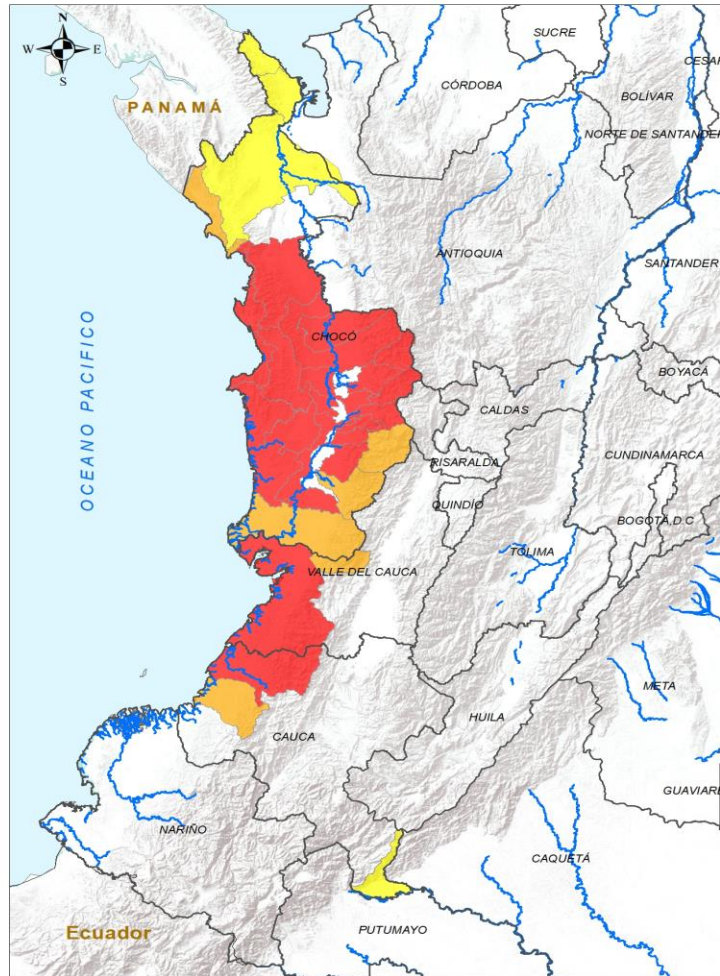 SUCRE
N
W E
S
CESAR
CÓRDOBA
BOLÍVAR
PANAMÁ
NORTE DE SANTANDER
ANTIOQUIA
SANTANDER
OCEANO PACIFICO
CHOCÓ
BOYACÁ
CALDAS
CUNDINAMARCA
RISARALDA
QUINDÍO
BOGOTÁ, D.C
TOLIMA
VALLE DEL CAUCA
META
HUILA
CAUCA
GUAVIARE
NARIÑO
CAQUETÁ
PUTUMAYO
Ecuador